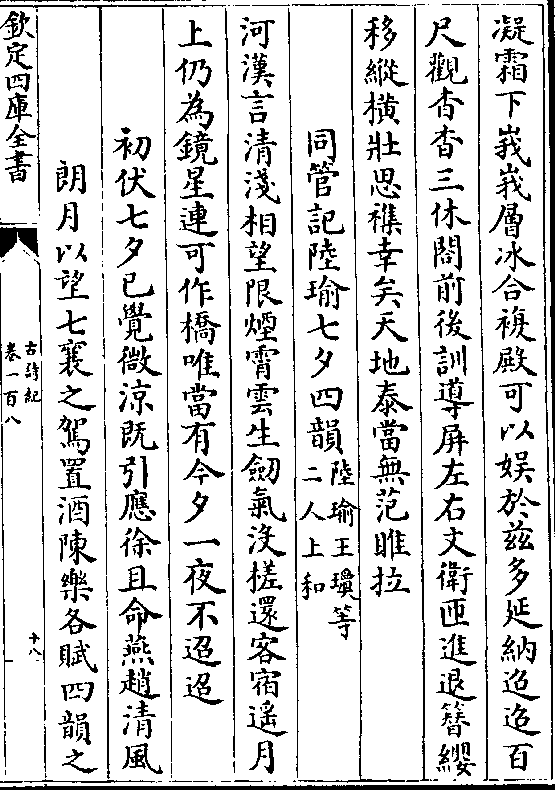 凝霜下峩峩層冰合複殿可以娱於兹多延納迢迢百
尺觀杳杳三休閤前後訓導屏左右文衛匝進退簪纓
移縱横壯思襍幸矣天地泰當無范睢拉
同管記陸瑜七夕四韻陸瑜王瓊等
二人上和
河漢言清淺相望限煙霄雲生劒氣没槎還客宿遥月
上仍為鏡星連可作橋唯當有今夕一夜不迢迢
初伏七夕已覺微涼既引應徐且命燕趙清風
朗月以望七襄之駕置酒陳樂各賦四韻之
欽定四庫全書
古詩紀
卷一百八
十八